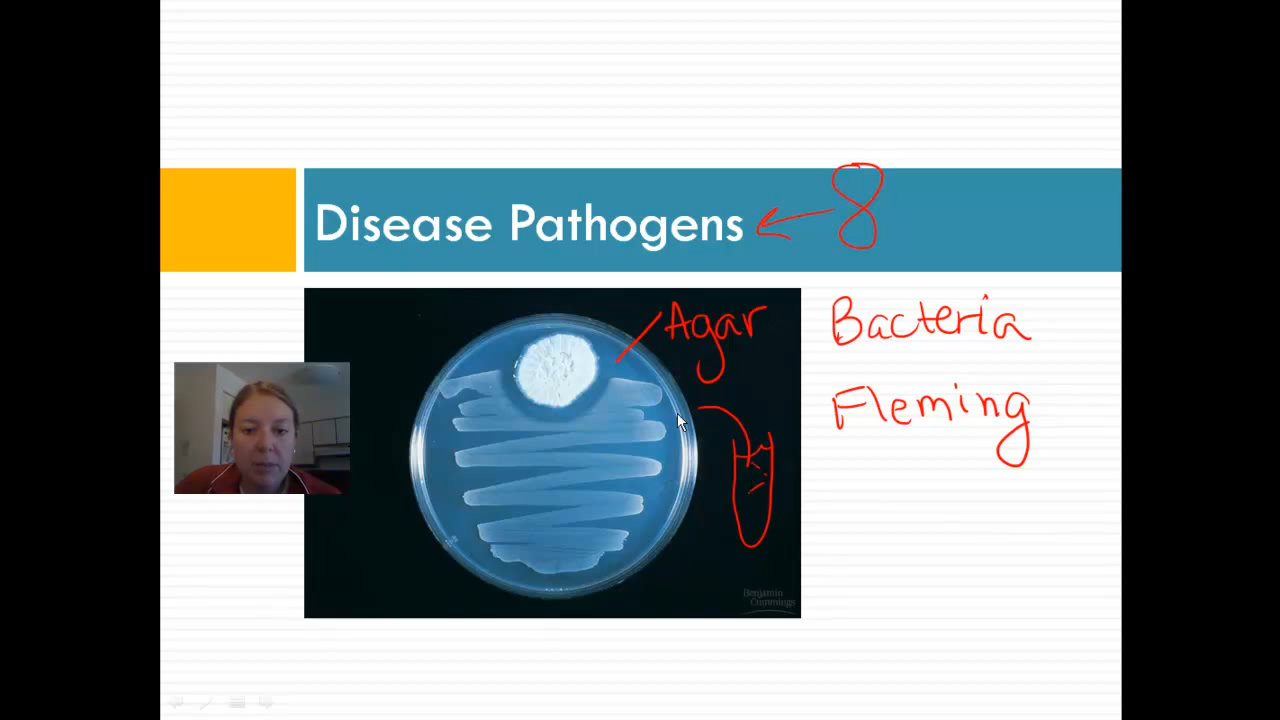 Disease Pathogens
8
Agar
Bacteria
Fleming
Benjamin
Cummings